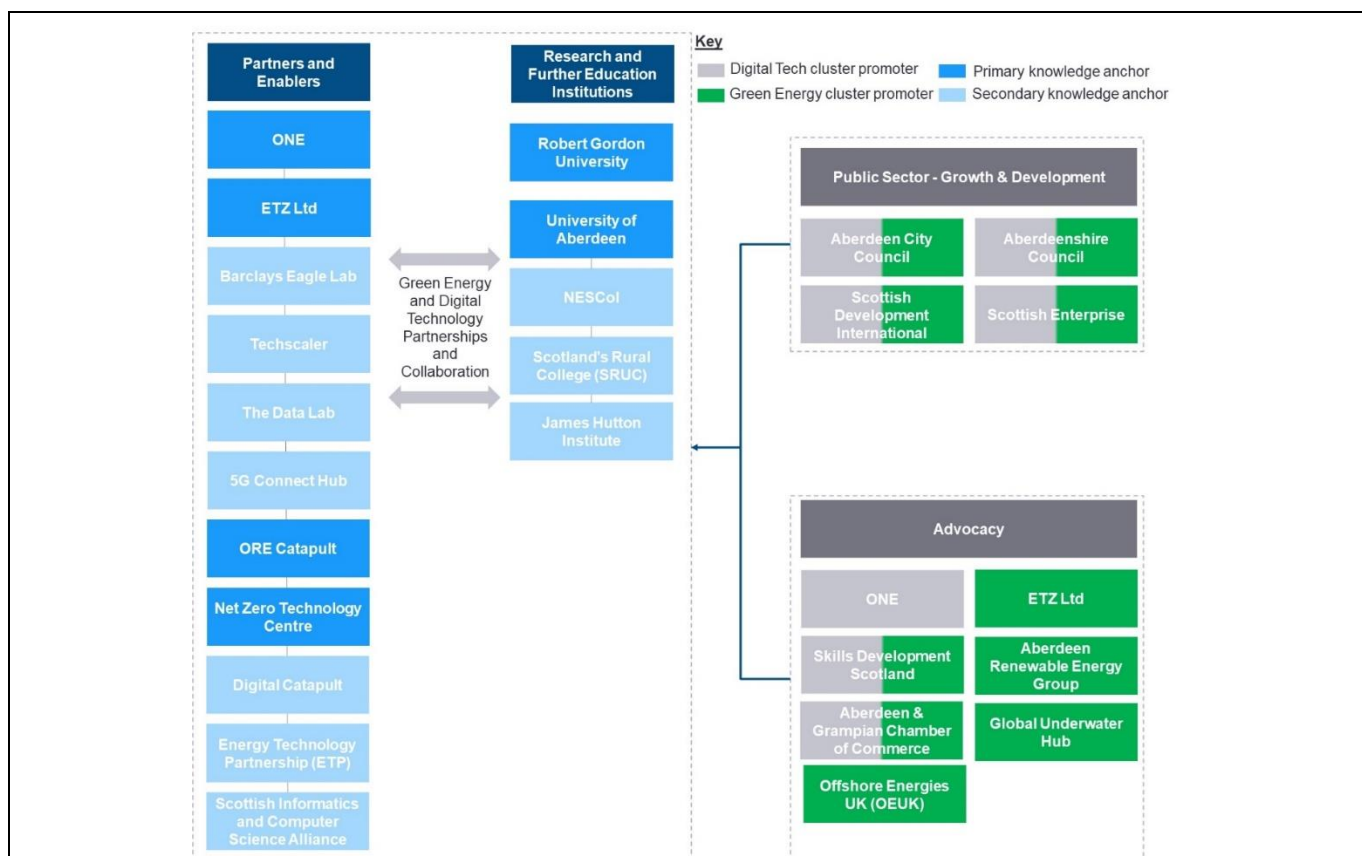 Partners and
Enablers
ONE
ETZ Ltd
Barclays Eagle Lab
Techscaler
The Data Lab
5G Connect Hub
ORE Catapult
Net Zero Technology
Centre
Digital Catapult
Energy Technology
Partnership (ETP)
Scottish Informatics
and Computer
Science Alliance
Green Energy
and Digital
Technology
Partnerships
and
Collaboration
Research and
Further Education
Institutions
Robert Gordon
University
University of
Aberdeen
NESCol
Scotland's Rural
College (SRUC)
James Hutton
Institute
Key
Digital Tech cluster promoter
Primary knowledge anchor
Green Energy cluster promoter
Secondary knowledge anchor
Public Sector - Growth & Development
Aberdeen City
Council
Aberdeenshire
Council
Scottish
Development
International
Scottish Enterprise
Advocacy
ONE
ETZ Ltd
Skills Development
Scotland
Aberdeen
Renewable Energy
Group
Aberdeen &
Grampian Chamber
of Commerce
Global Underwater
Hub
Offshore Energies
UK (OEUK)